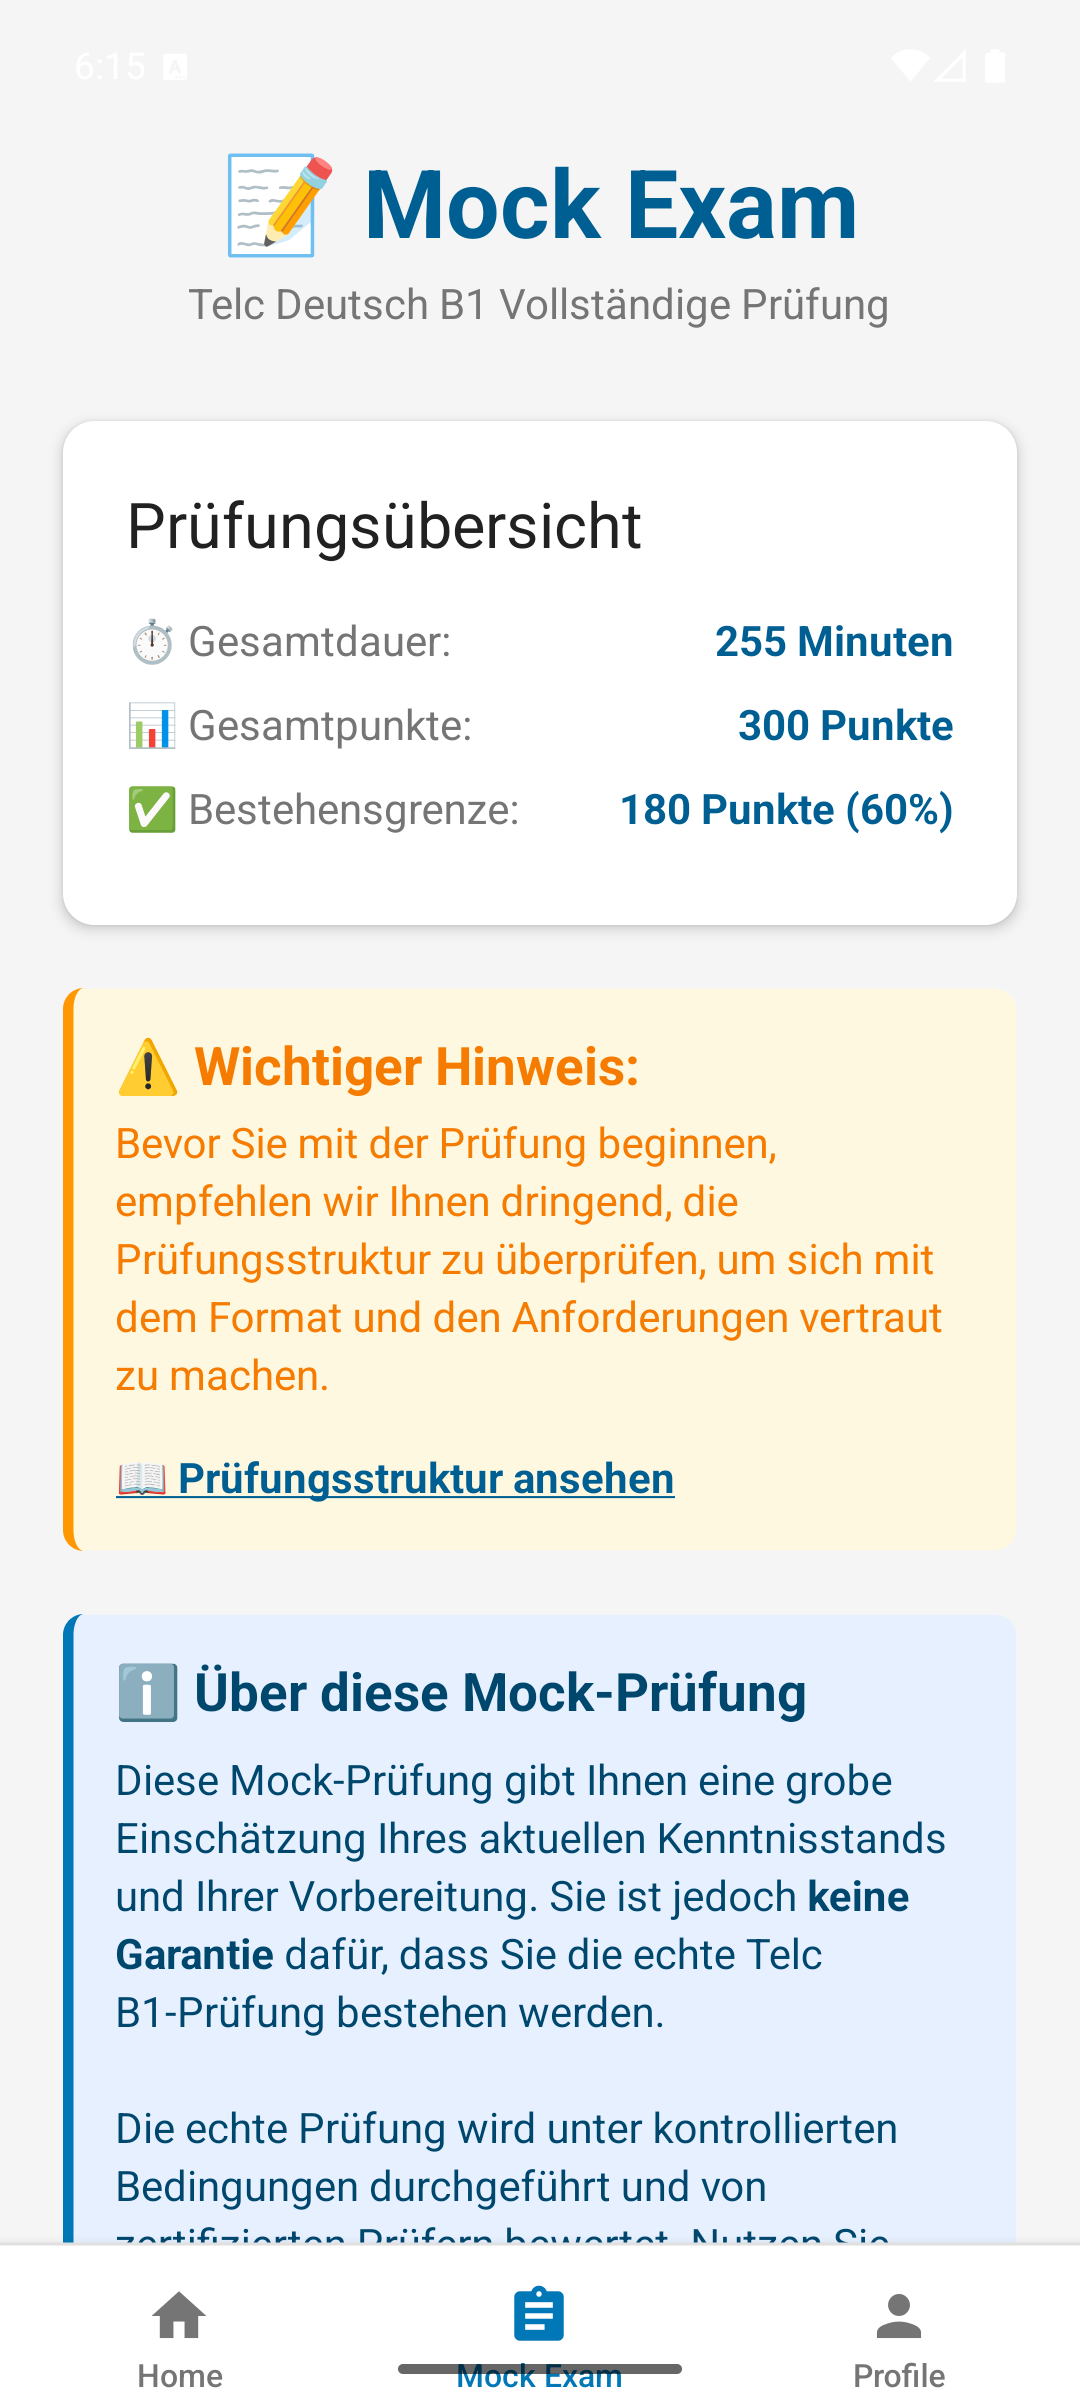 6:15
Mock Exam
Telc Deutsch B1 Vollständige Prüfung
Prüfungsübersicht
Gesamtdauer: 255 Minuten
Gesamtpunkte: 300 Punkte
Bestehensgrenze: 180 Punkte (60%)
Wichtiger Hinweis:
Bevor Sie mit der Prüfung beginnen,
empfehlen wir Ihnen dringend, die
Prüfungsstruktur zu überprüfen, um sich mit
dem Format und den Anforderungen vertraut
zu machen.
Prüfungsstruktur ansehen
Über diese Mock-Prüfung
Diese Mock-Prüfung gibt Ihnen eine grobe
Einschätzung Ihres aktuellen Kenntnisstands
und Ihrer Vorbereitung. Sie ist jedoch keine
Garantie dafür, dass Sie die echte Telc
B1-Prüfung bestehen werden.
Die echte Prüfung wird unter kontrollierten
Bedingungen durchgeführt und von
zertifizierten Prüfern bewertet. Nutzen Sie
Home
Mock Exam
Profile